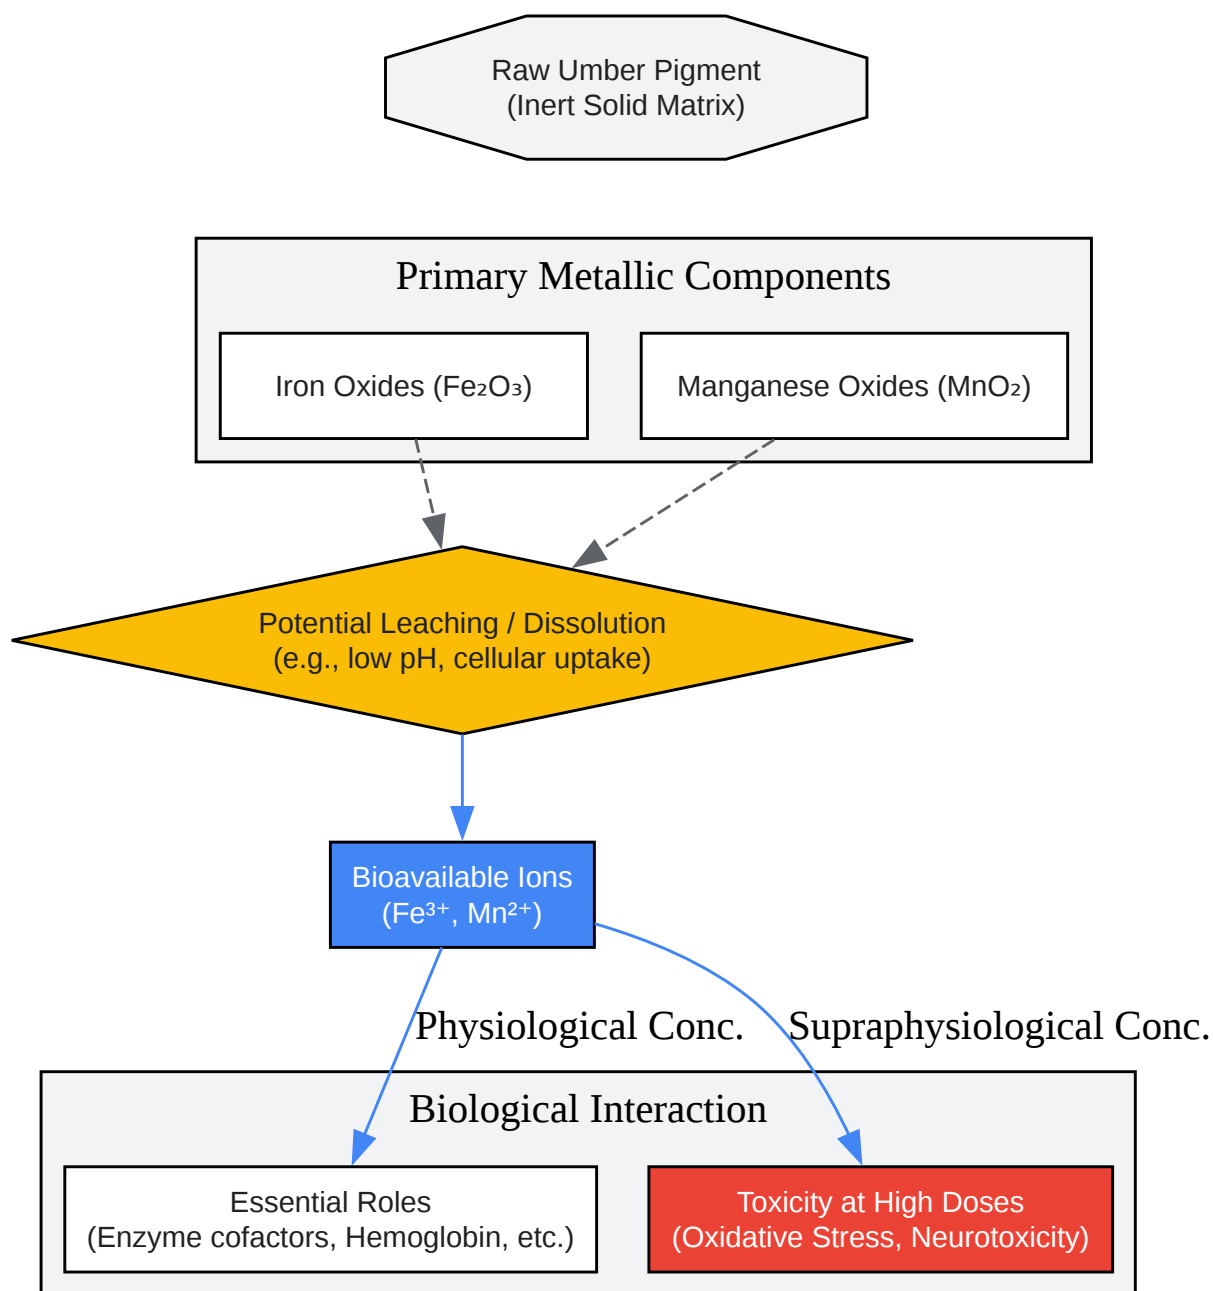 Raw Umber Pigment
(Inert Solid Matrix)
Primary Metallic Components
Iron Oxides (Fe₂O₃)
Manganese Oxides (MnO₂)
Potential Leaching / Dissolution
(e.g., low pH, cellular uptake)
Bioavailable Ions
(Fe³⁺, Mn²⁺)
Physiological Conc.
Supraphysiological Conc.
Biological Interaction
Essential Roles
(Enzyme cofactors, Hemoglobin, etc.)
Toxicity at High Doses
(Oxidative Stress, Neurotoxicity)